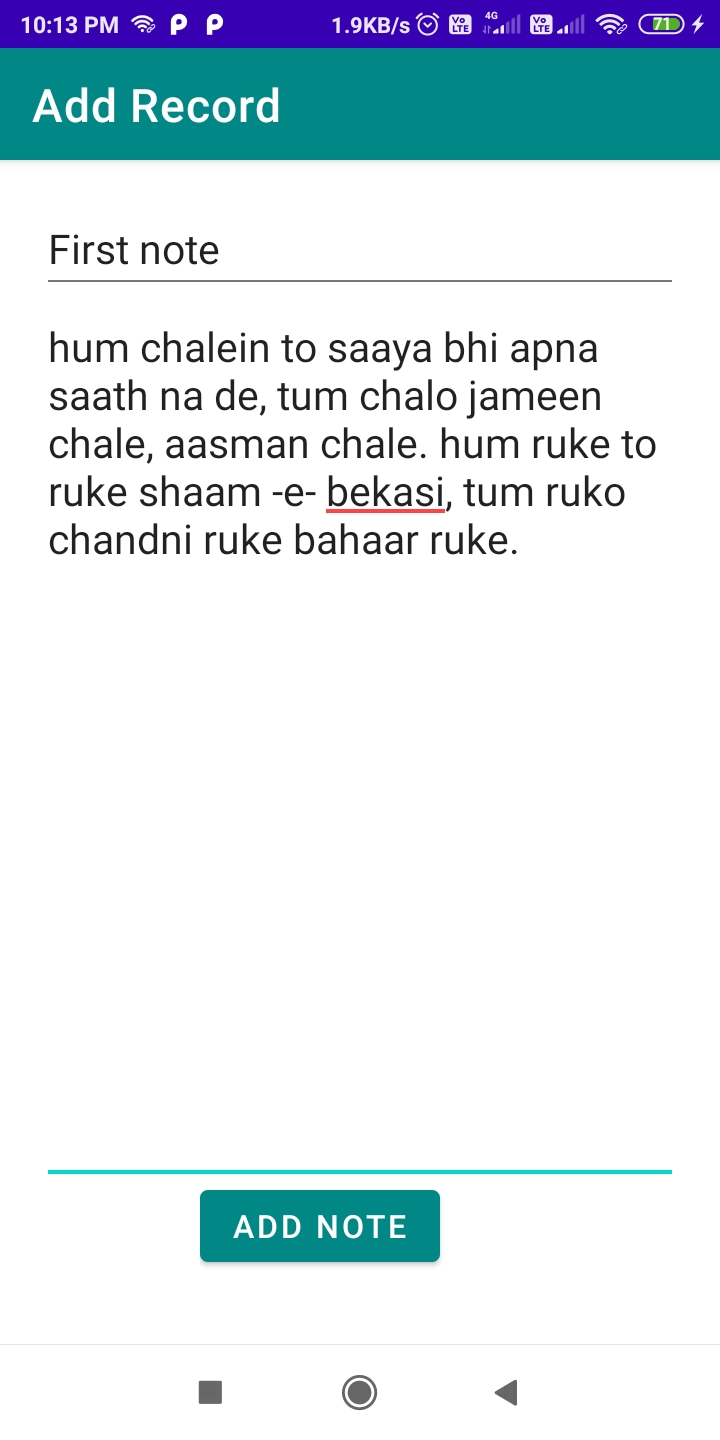 10:13 PM 1.9KB/s Vo LTE 4G Vo LTE 71
Add Record
First note
hum chalein to saaya bhi apna
saath na de, tum chalo jameen
chale, aasman chale. hum ruke to
ruke shaam -e- bekasi, tum ruko
chandni ruke bahaar ruke.
ADD NOTE